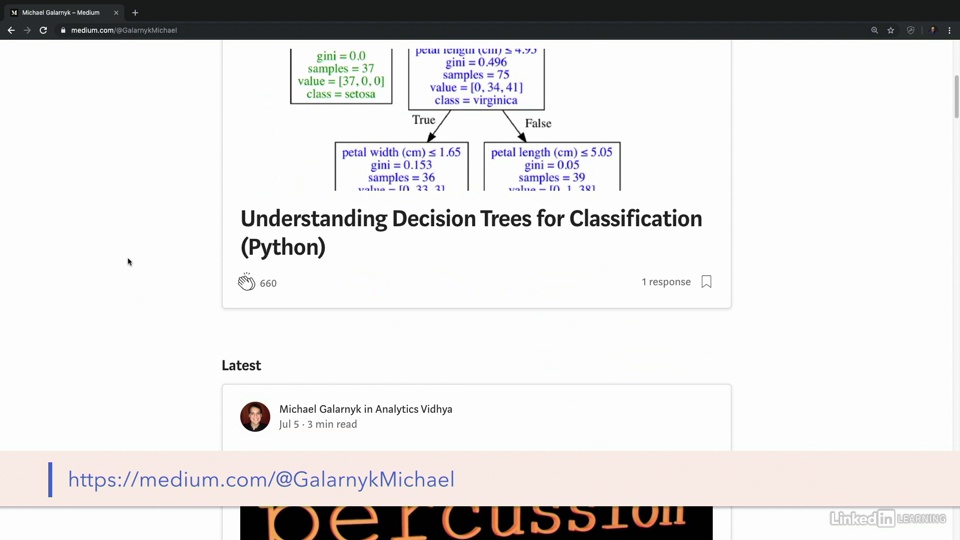 Michael Galarnyk – Medium
medium.com/@GalarnykMichael
gini = 0.0
samples = 37
value = [37, 0, 0]
class = setosa
petal length (cm) ≤ 4.95
gini = 0.496
samples = 75
value = [0, 34, 41]
class = virginica
True
False
petal width (cm) ≤ 1.65
gini = 0.153
samples = 36
value = [0, 33, 3]
petal length (cm) ≤ 5.05
gini = 0.05
samples = 39
value = [0, 1, 38]
Understanding Decision Trees for Classification
(Python)
660
1 response
Latest
Michael Galarnyk in Analytics Vidhya
Jul 5 · 3 min read
https://medium.com/@GalarnykMichael
percussion
LinkedIn LEARNING